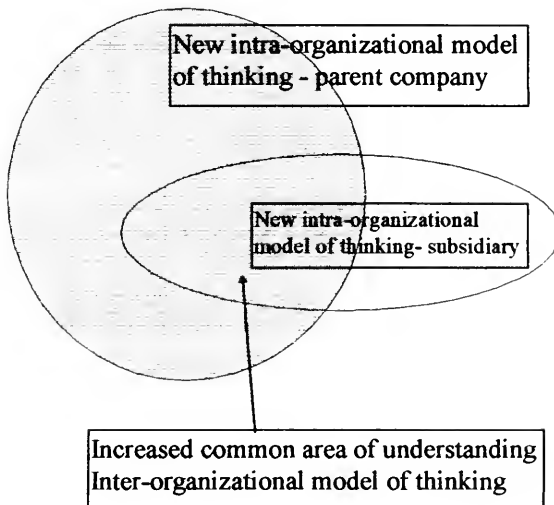 New intra-organizational model
of thinking - parent company
New intra-organizational
model of thinking- subsidiary
Increased common area of understanding
Inter-organizational model of thinking